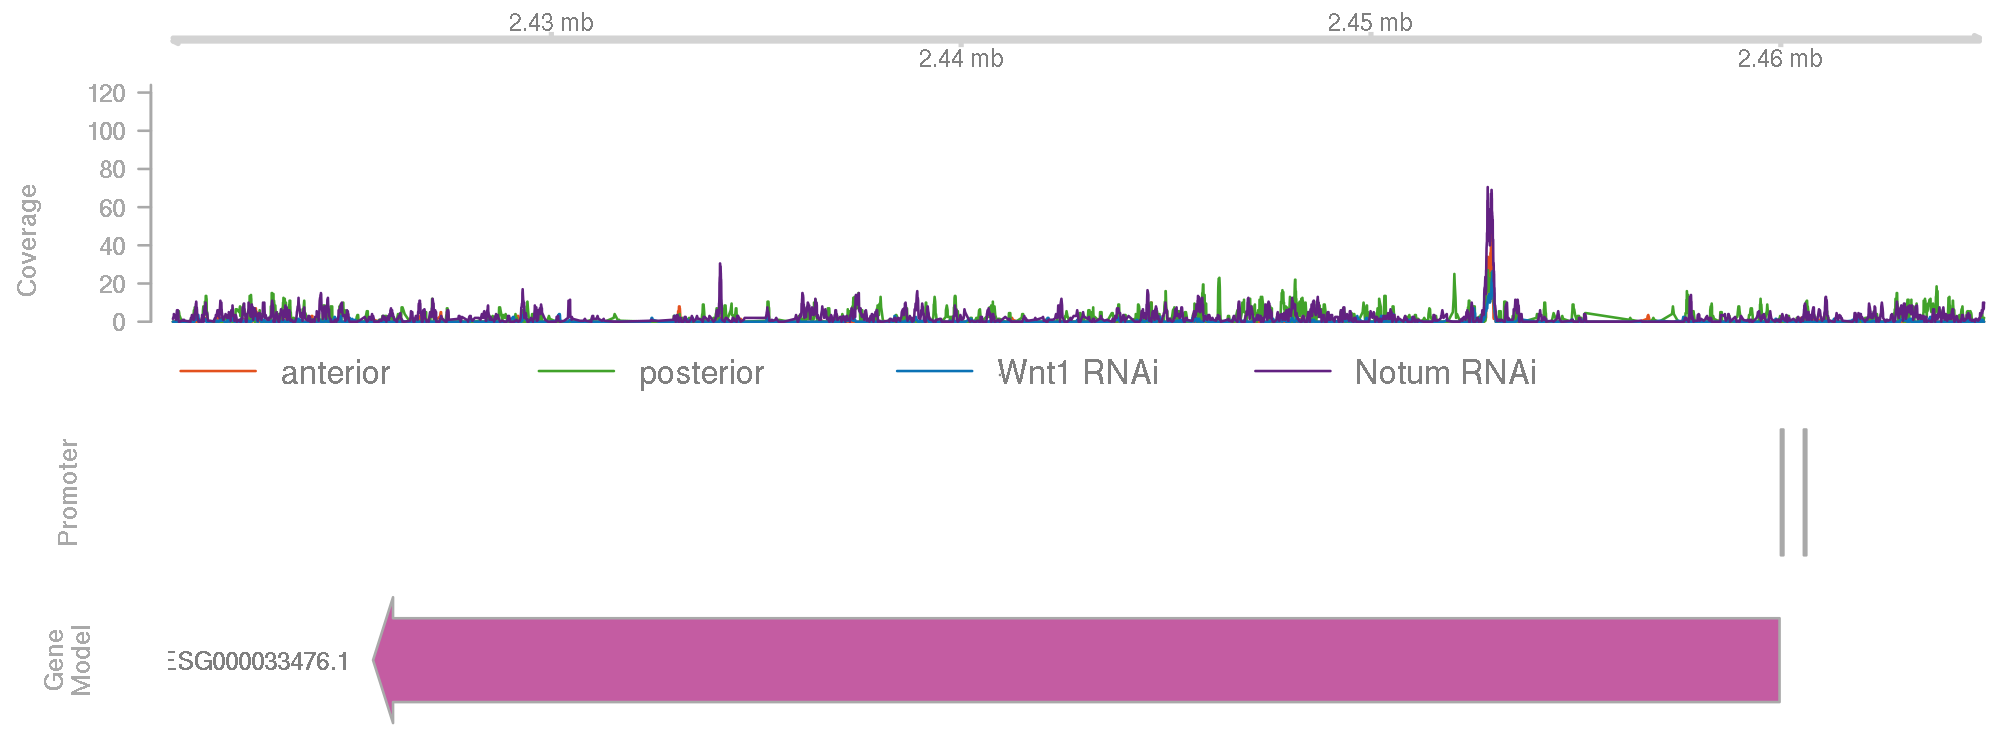 2.43 mb
2.45 mb
2.44 mb
2.46 mb
120
100
80
60
40
20
0
Coverage
anterior posterior Wnt1 RNAi Notum RNAi
Promoter
Gene
Model
ESG000033476.1